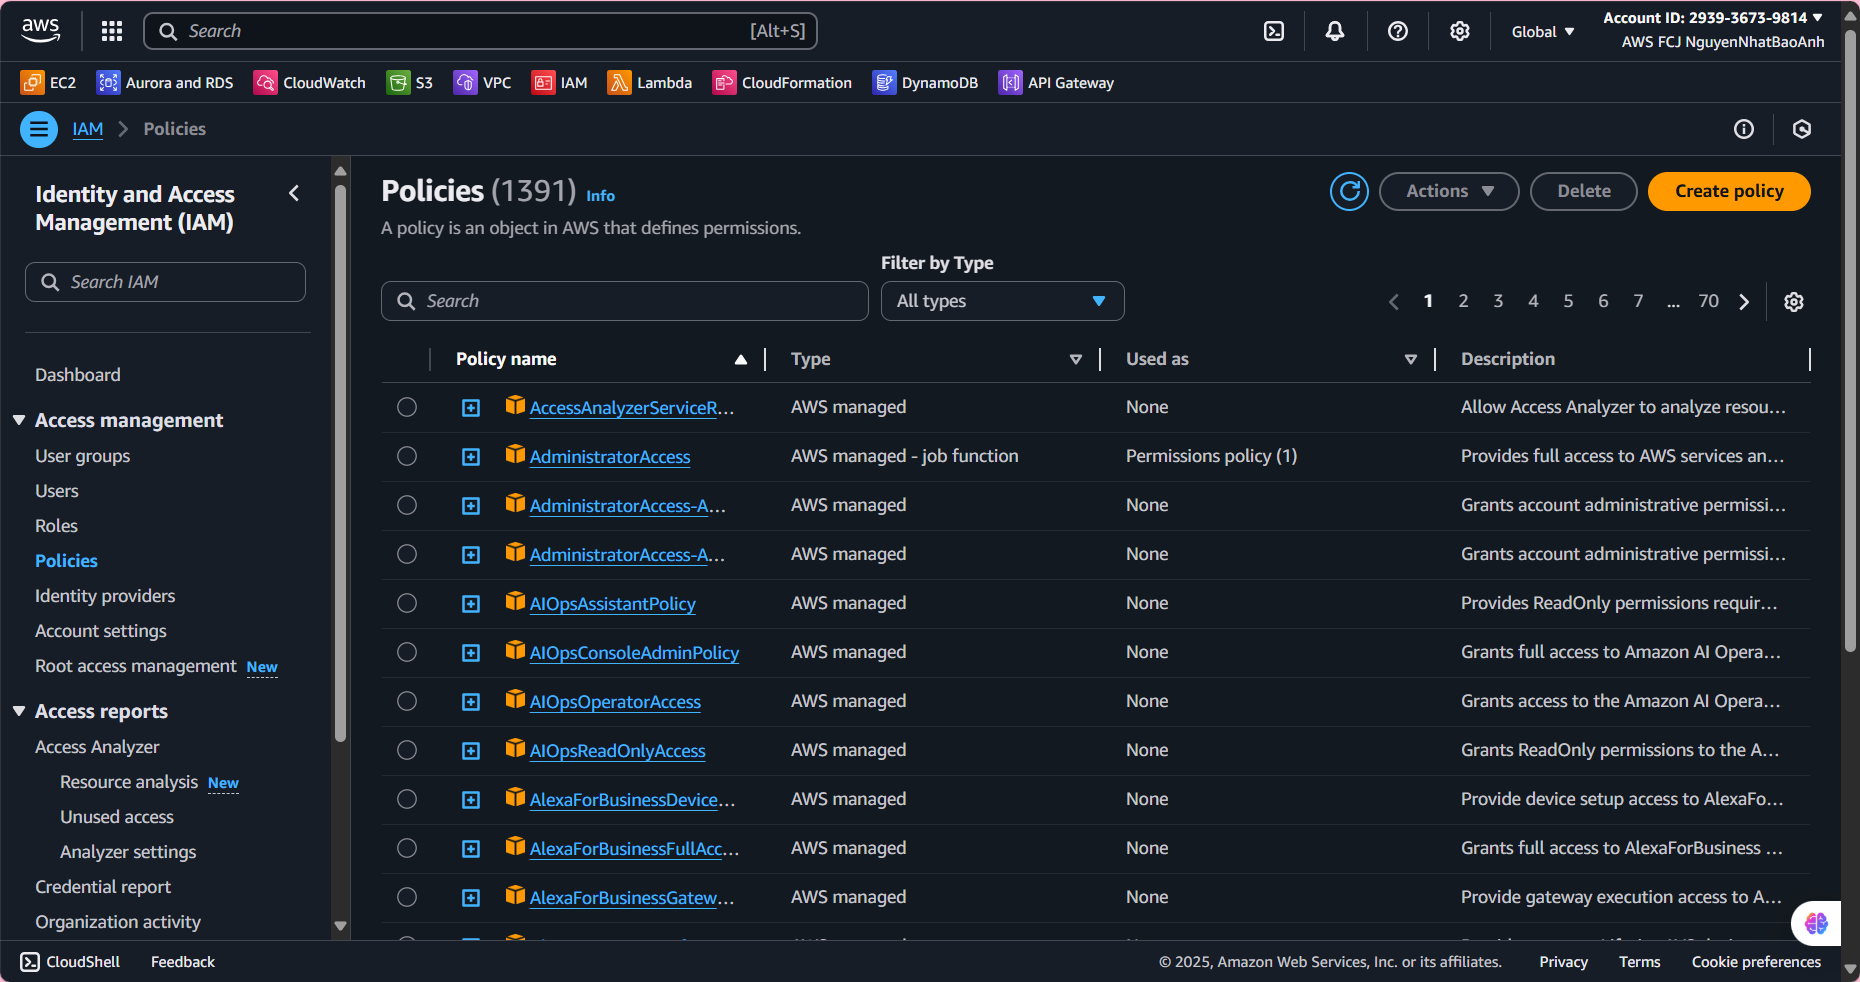 aws
Search [Alt+S]
Global
Account ID: 2939-3673-9814
AWS FCJ NguyenNhatBaoAnh
EC2 Aurora and RDS CloudWatch S3 VPC IAM Lambda CloudFormation DynamoDB API Gateway
IAM > Policies
Identity and Access
Management (IAM)
Search IAM
Dashboard
Access management
User groups
Users
Roles
Policies
Identity providers
Account settings
Root access management New
Access reports
Access Analyzer
Resource analysis New
Unused access
Analyzer settings
Credential report
Organization activity
Policies (1391) Info
A policy is an object in AWS that defines permissions.
Actions
Delete
Create policy
Filter by Type
Search
All types
1 2 3 4 5 6 7 ... 70
Policy name Type Used as Description
AccessAnalyzerServiceR... AWS managed None Allow Access Analyzer to analyze resou...
AdministratorAccess AWS managed - job function Permissions policy (1) Provides full access to AWS services an...
AdministratorAccess-A... AWS managed None Grants account administrative permissi...
AdministratorAccess-A... AWS managed None Grants account administrative permissi...
AIOpsAssistantPolicy AWS managed None Provides ReadOnly permissions requir...
AIOpsConsoleAdminPolicy AWS managed None Grants full access to Amazon AI Opera...
AIOpsOperatorAccess AWS managed None Grants access to the Amazon AI Opera...
AIOpsReadOnlyAccess AWS managed None Grants ReadOnly permissions to the A...
AlexaForBusinessDevice... AWS managed None Provide device setup access to AlexaFo...
AlexaForBusinessFullAcc... AWS managed None Grants full access to AlexaForBusiness ...
AlexaForBusinessGatew... AWS managed None Provide gateway execution access to A...
CloudShell Feedback © 2025, Amazon Web Services, Inc. or its affiliates. Privacy Terms Cookie preferences